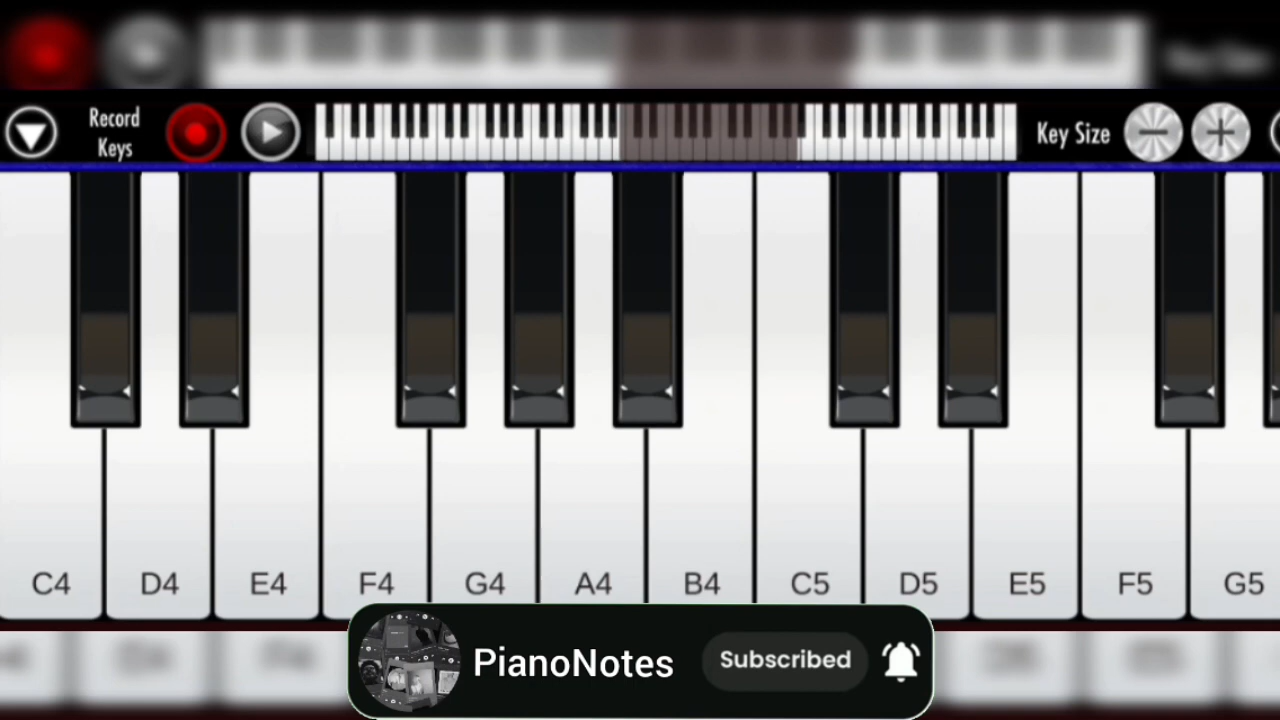 Record
Keys
Key Size
C4 D4 E4 F4 G4 A4 B4 C5 D5 E5 F5 G5
PianoNotes Subscribed